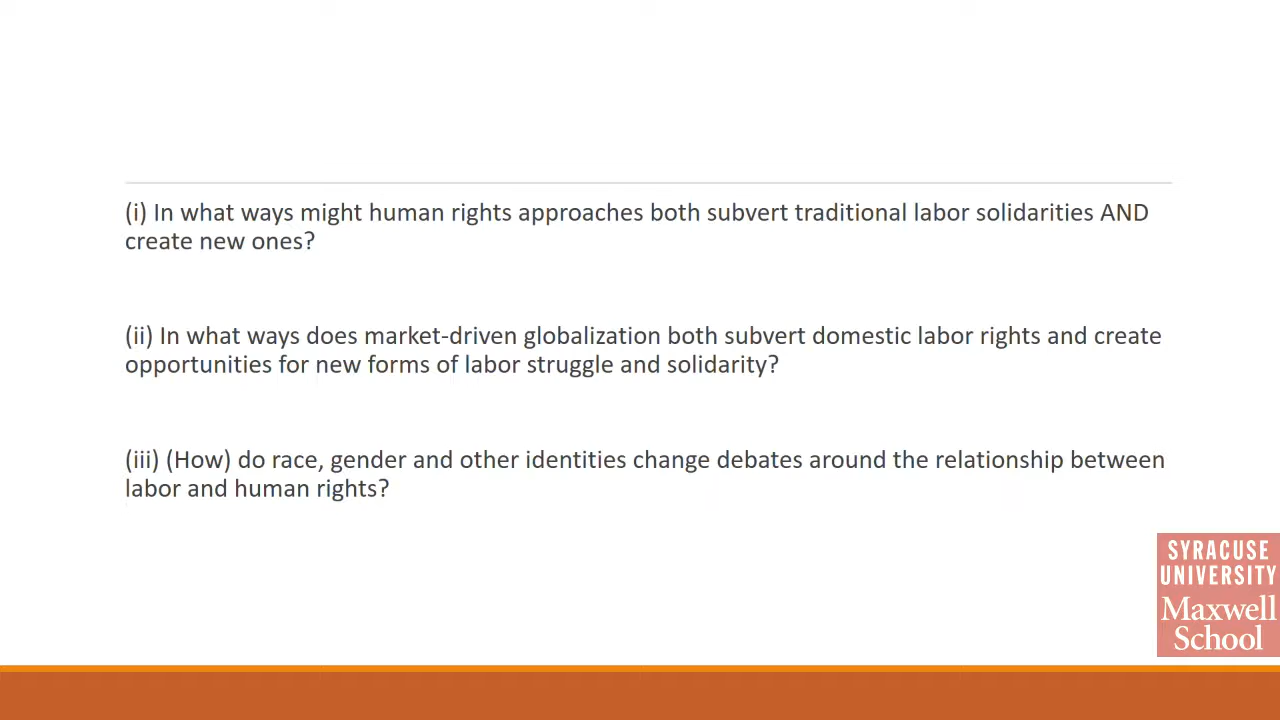 (i) In what ways might human rights approaches both subvert traditional labor solidarities AND
create new ones?
(ii) In what ways does market-driven globalization both subvert domestic labor rights and create
opportunities for new forms of labor struggle and solidarity?
(iii) (How) do race, gender and other identities change debates around the relationship between
labor and human rights?
SYRACUSE
UNIVERSITY
Maxwell
School